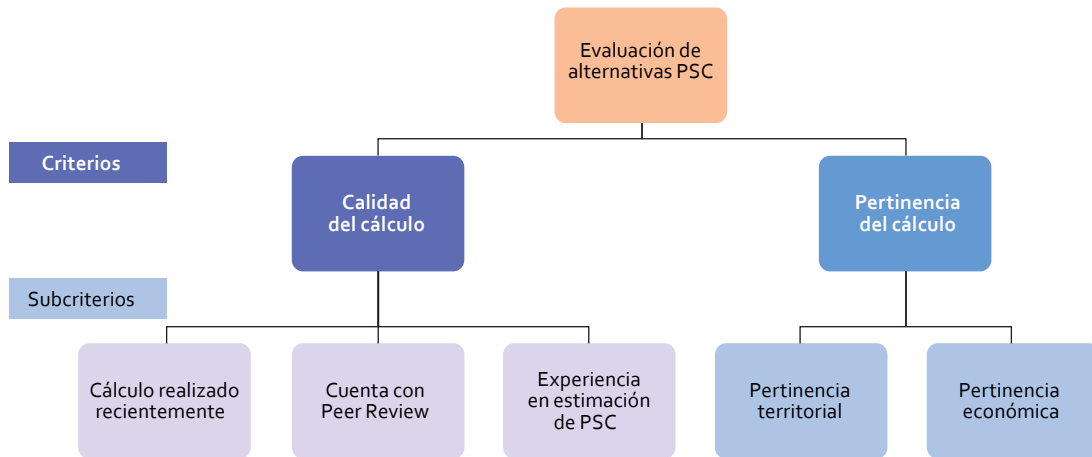 Evaluación de
alternativas PSC
Criterios
Calidad
del cálculo
Pertinencia
del cálculo
Subcriterios
Cálculo realizado
recientemente
Cuenta con
Peer Review
Experiencia
en estimación
de PSC
Pertinencia
territorial
Pertinencia
económica